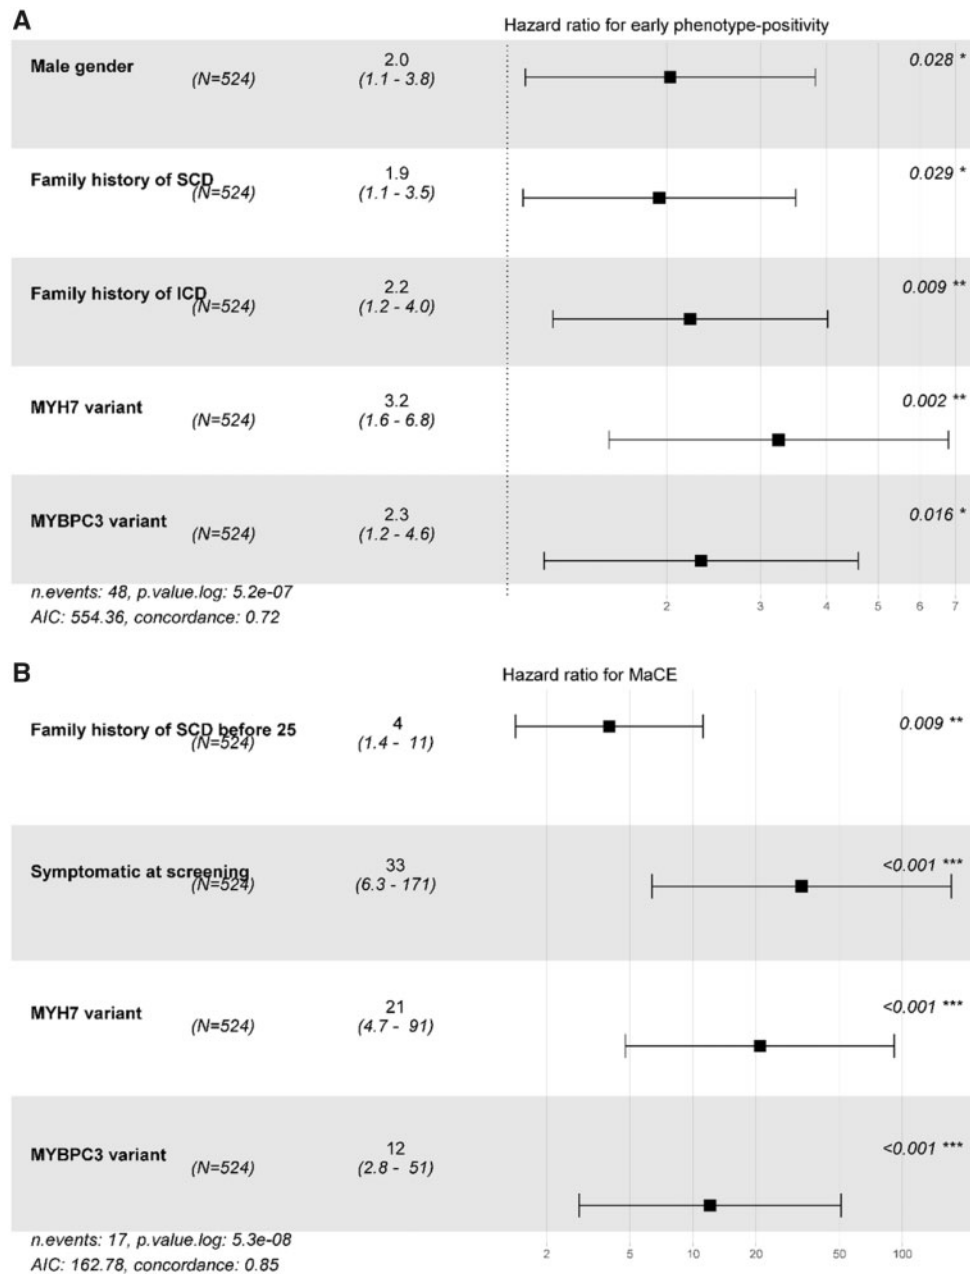 A
Hazard ratio for early phenotype-positivity
Male gender (N=524) 2.0 0.028 *
(1.1 - 3.8)
Family history of SCD (N=524) 1.9 0.029 *
(1.1 - 3.5)
Family history of ICD (N=524) 2.2 0.009 **
(1.2 - 4.0)
MYH7 variant (N=524) 3.2 0.002 **
(1.6 - 6.8)
MYBPC3 variant (N=524) 2.3 0.016 *
(1.2 - 4.6)
n.events: 48, p.value.log: 5.2e-07
AIC: 554.36, concordance: 0.72
2 3 4 5 6 7
B
Hazard ratio for MaCE
Family history of SCD before 25 (N=524) 4 0.009 **
(1.4 - 11)
Symptomatic at screening (N=524) 33 <0.001 ***
(6.3 - 171)
MYH7 variant (N=524) 21 <0.001 ***
(4.7 - 91)
MYBPC3 variant (N=524) 12 <0.001 ***
(2.8 - 51)
n.events: 17, p.value.log: 5.3e-08
AIC: 162.78, concordance: 0.85
2 5 10 20 50 100